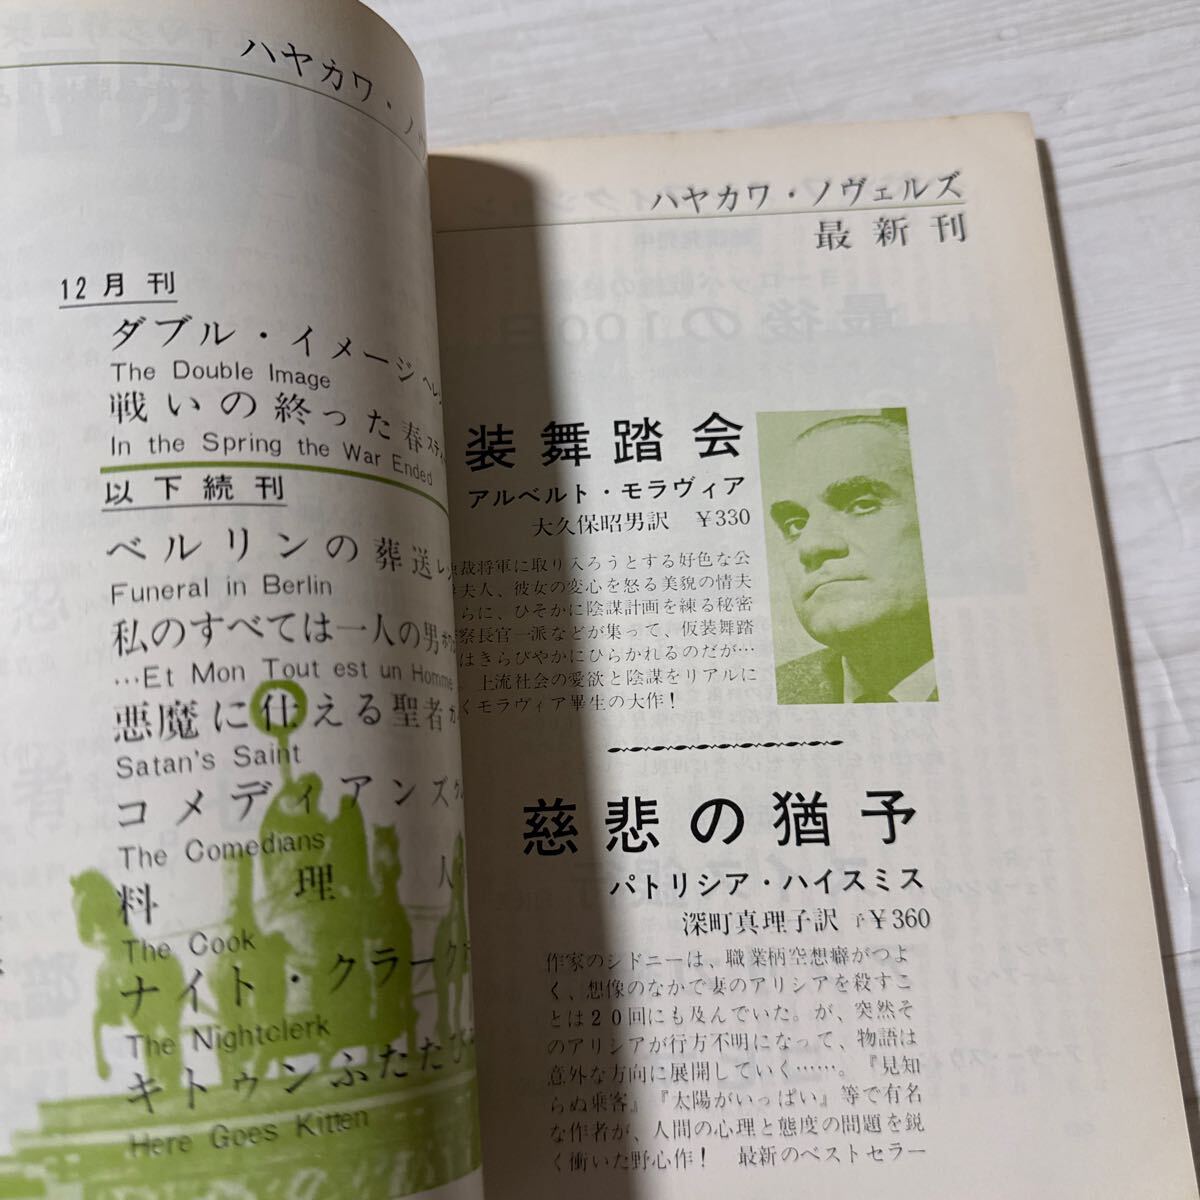 ハヤカワ・ノヴ
12月刊
ダブル・イメージ ヘレン
The Double Image
戦いの終った春 スティー
In the Spring the War Ended
以下続刊
ベルリンの葬送 レン
Funeral in Berlin
私のすべては一人の男
…Et Mon Tout est un Homme
悪魔に仕える聖者
Satan's Saint
コメディアンズ
The Comedians
料理人
The Cook
ナイト・クラーク
The Nightclerk
キトゥンふたたび
Here Goes Kitten
ハヤカワ・ノヴェルズ
最新刊
装舞踏会
アルベルト・モラヴィア
大久保昭男訳 ¥330
裁将軍に取り入ろうとする好色な公
夫人、彼女の変心を怒る美貌の情夫
らに、ひそかに陰謀計画を練る秘密
察長官一派などが集って、仮装舞踏
はきらびやかにひらかれるのだが…
、上流社会の愛欲と陰謀をリアルに
くモラヴィア畢生の大作！
慈悲の猶予
パトリシア・ハイスミス
深町真理子訳 予¥360
作家のシドニーは、職業柄空想癖がつよ
く、想像のなかで妻のアリシアを殺すこ
とは20回にも及んでいた。が、突然そ
のアリシアが行方不明になって、物語は
意外な方向に展開していく……。『見知
らぬ乗客』『太陽がいっぱい』等で有名
な作者が、人間の心理と態度の問題を鋭
く衝いた野心作！ 最新のベストセラー